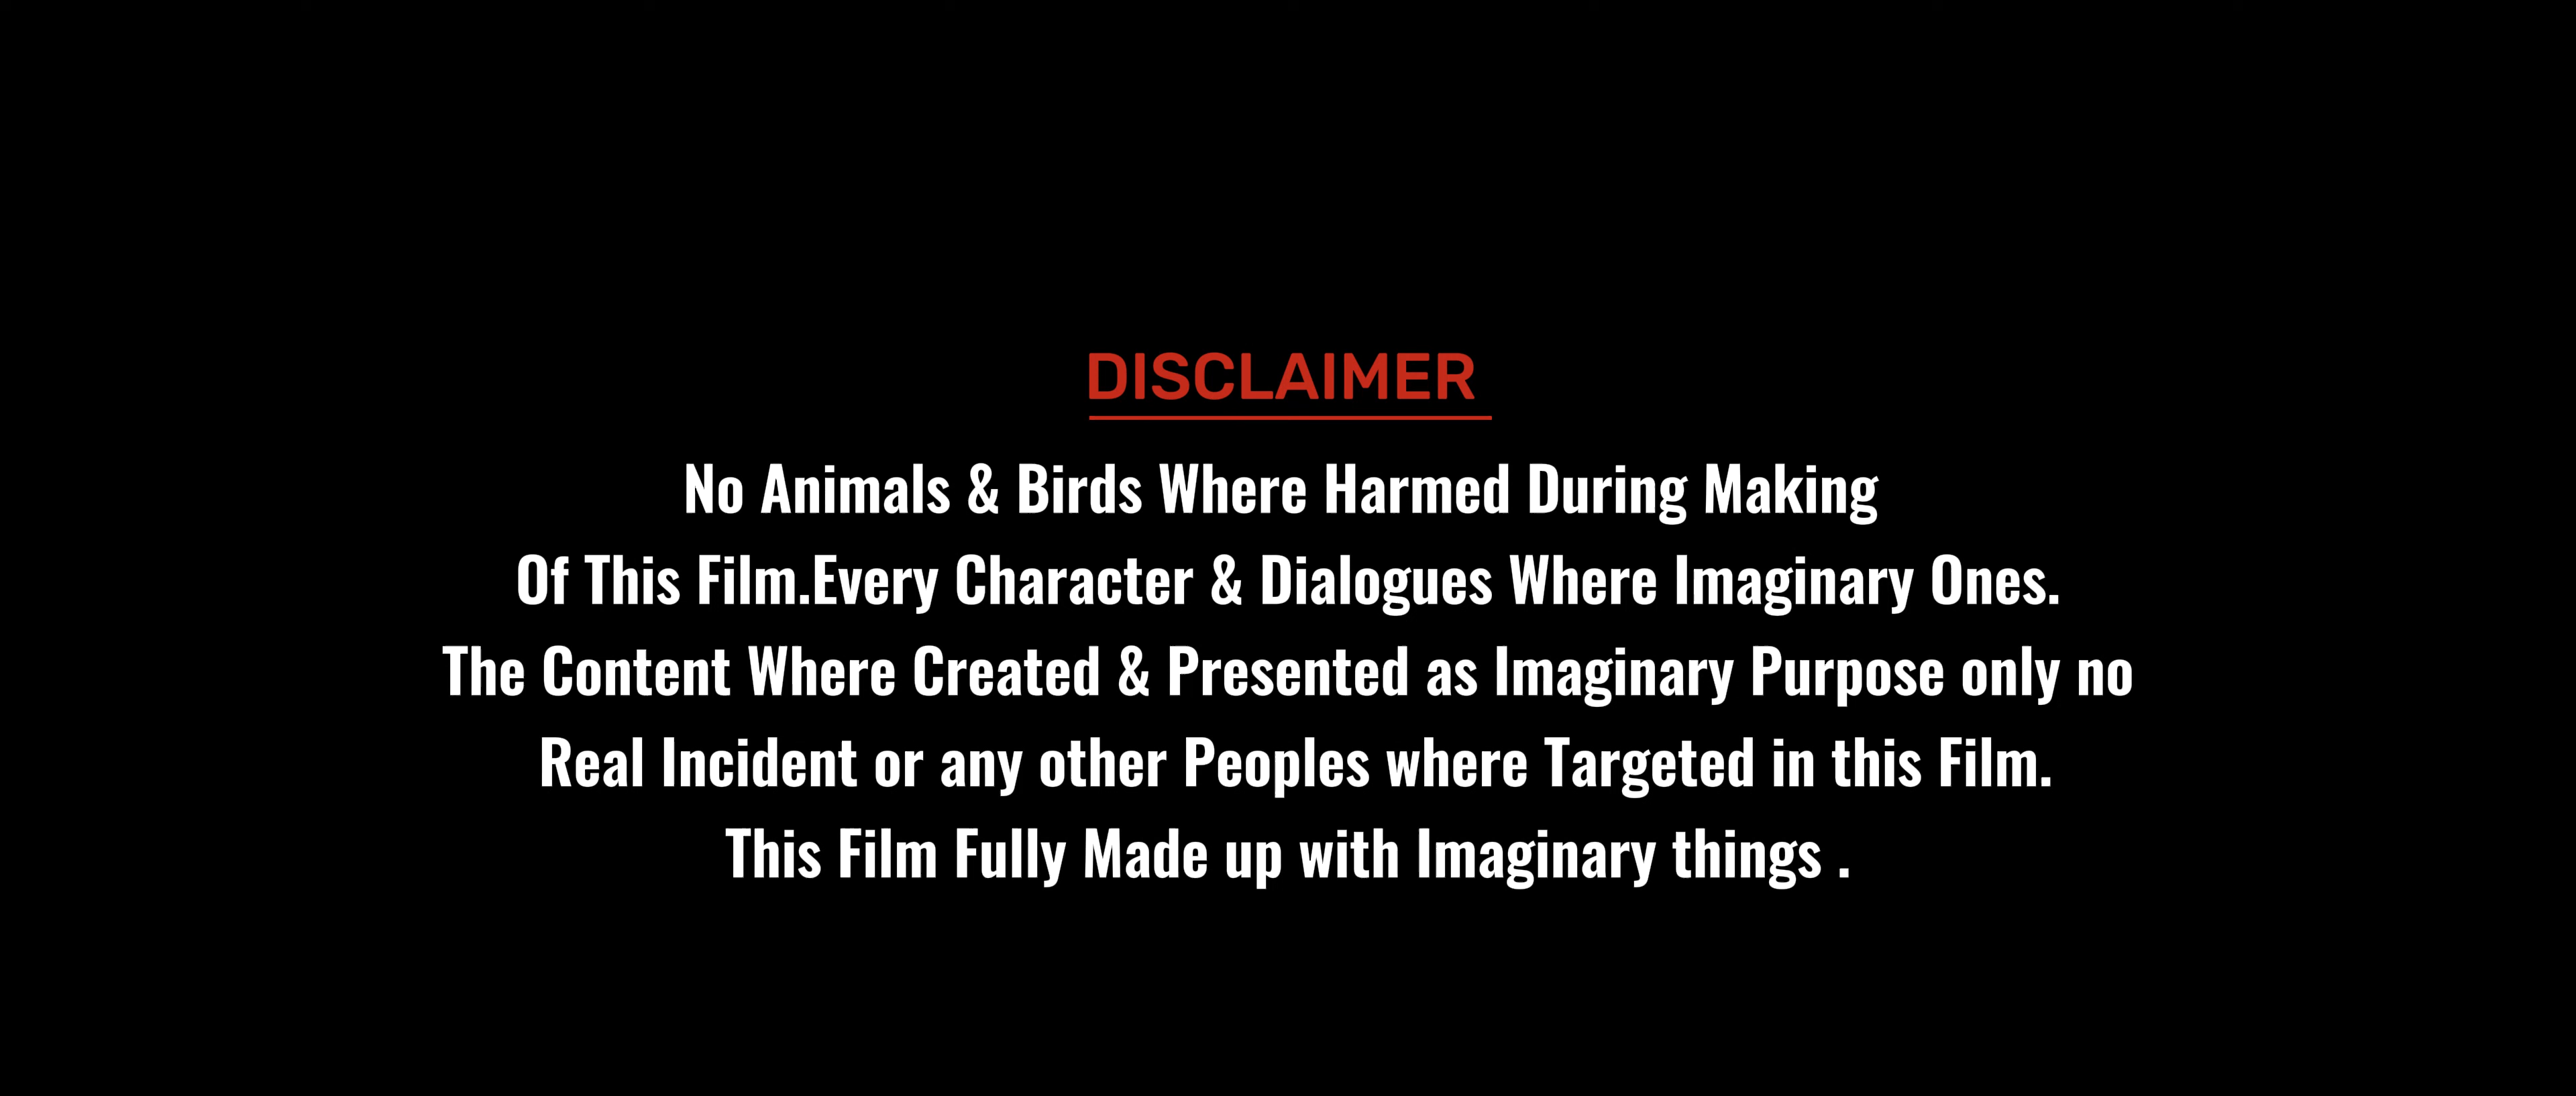 DISCLAIMER
No Animals & Birds Where Harmed During Making
Of This Film.Every Character & Dialogues Where Imaginary Ones.
The Content Where Created & Presented as Imaginary Purpose only no
Real Incident or any other Peoples where Targeted in this Film.
This Film Fully Made up with Imaginary things .